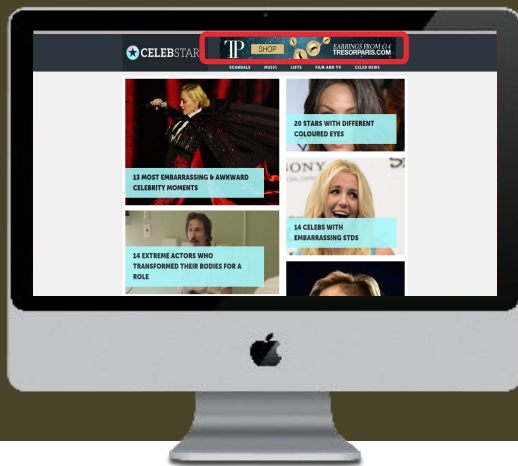 CELEBSTAR
TP
SHOP
EARRINGS FROM £14
TRESORPARIS.COM
SCANDALS MUSIC LISTS FILM AND TV CELEB NEWS
13 MOST EMBARRASSING & AWKWARD
CELEBRITY MOMENTS
20 STARS WITH DIFFERENT
COLOURED EYES
SONY
14 CELEBS WITH
EMBARRASSING STDS
14 EXTREME ACTORS WHO
TRANSFORMED THEIR BODIES FOR A
ROLE